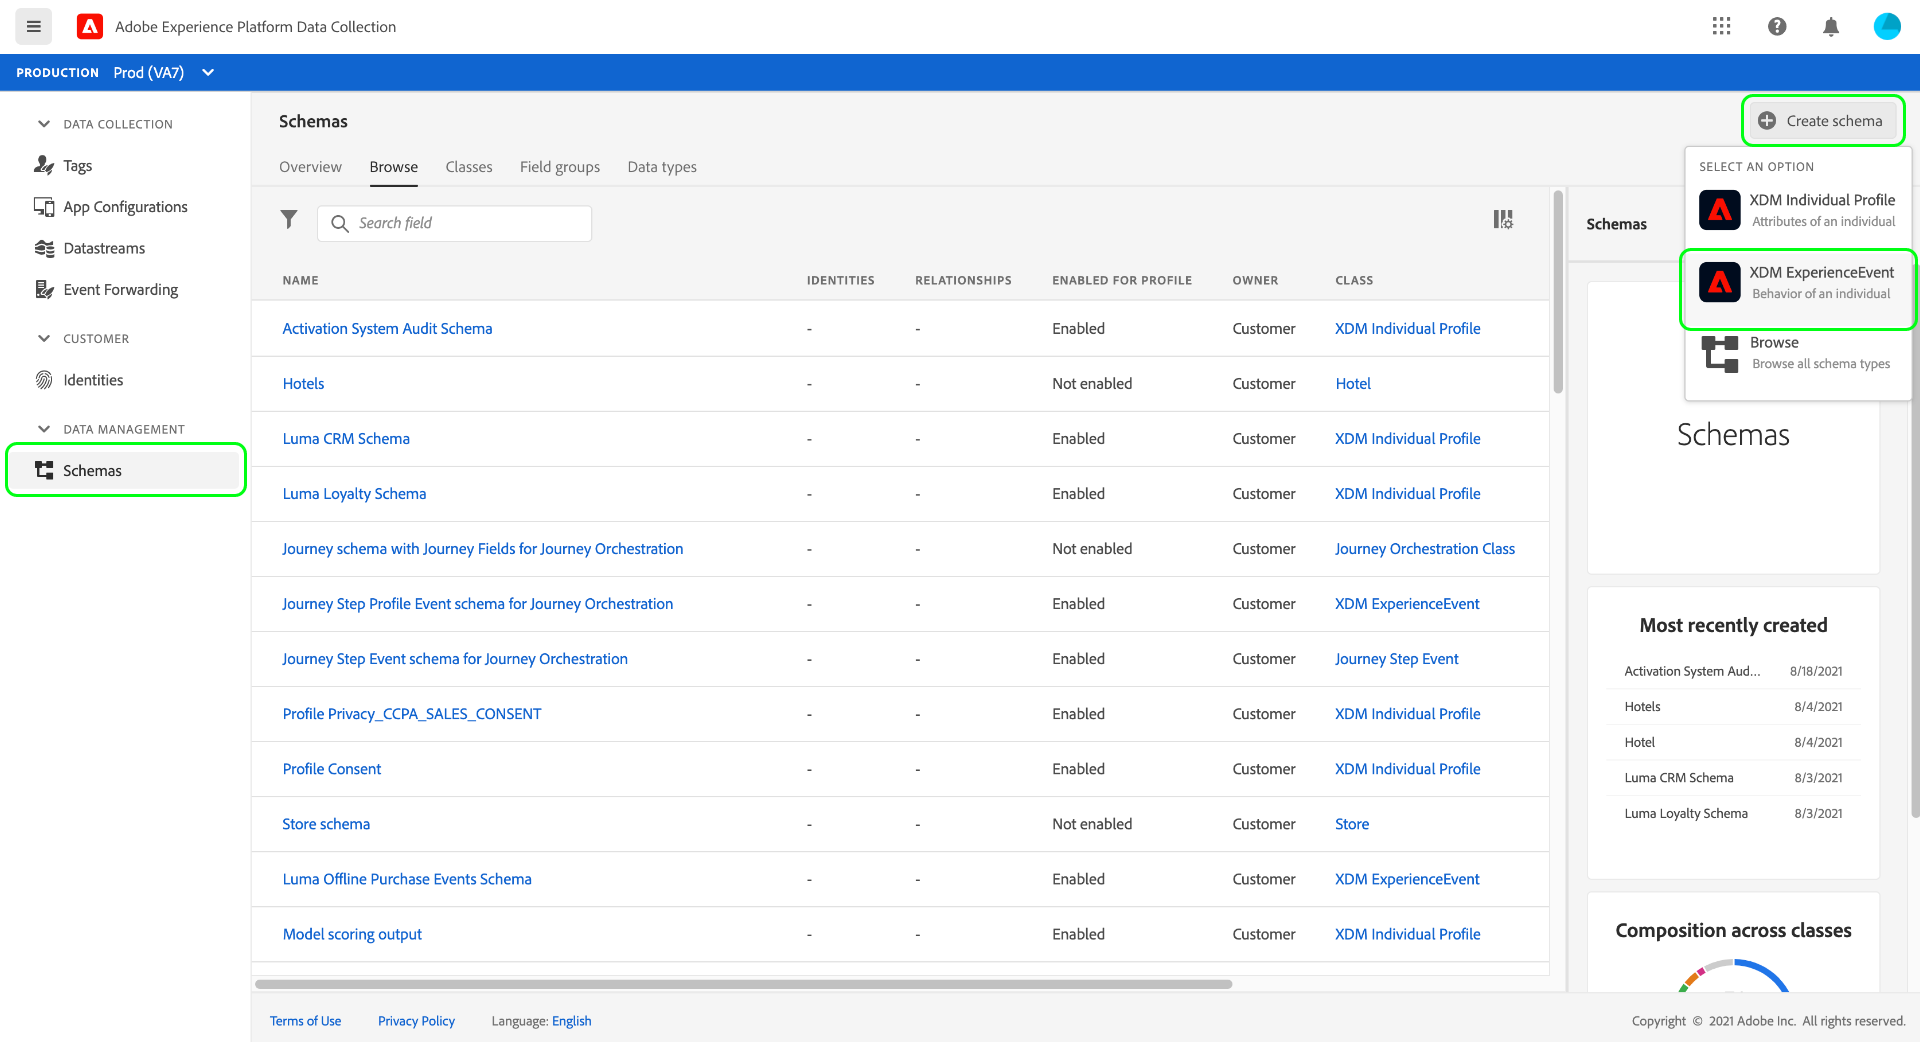 Adobe Experience Platform Data Collection
PRODUCTION Prod (VA7)
DATA COLLECTION
Tags
App Configurations
Datastreams
Event Forwarding
CUSTOMER
Identities
DATA MANAGEMENT
Schemas
Schemas
Create schema
Overview Browse Classes Field groups Data types
SELECT AN OPTION
XDM Individual Profile
Attributes of an individual
XDM ExperienceEvent
Behavior of an individual
Browse
Browse all schema types
Search field
NAME IDENTITIES RELATIONSHIPS ENABLED FOR PROFILE OWNER CLASS
Activation System Audit Schema - - Enabled Customer XDM Individual Profile
Hotels - - Not enabled Customer Hotel
Luma CRM Schema - - Enabled Customer XDM Individual Profile
Luma Loyalty Schema - - Enabled Customer XDM Individual Profile
Journey schema with Journey Fields for Journey Orchestration - - Not enabled Customer Journey Orchestration Class
Journey Step Profile Event schema for Journey Orchestration - - Enabled Customer XDM ExperienceEvent
Journey Step Event schema for Journey Orchestration - - Enabled Customer Journey Step Event
Profile Privacy_CCPA_SALES_CONSENT - - Enabled Customer XDM Individual Profile
Profile Consent - - Enabled Customer XDM Individual Profile
Store schema - - Not enabled Customer Store
Luma Offline Purchase Events Schema - - Enabled Customer XDM ExperienceEvent
Model scoring output - - Enabled Customer XDM Individual Profile
Schemas
Schemas
Most recently created
Activation System Aud... 8/18/2021
Hotels 8/4/2021
Hotel 8/4/2021
Luma CRM Schema 8/3/2021
Luma Loyalty Schema 8/3/2021
Composition across classes
Terms of Use Privacy Policy Language: English
Copyright © 2021 Adobe Inc. All rights reserved.